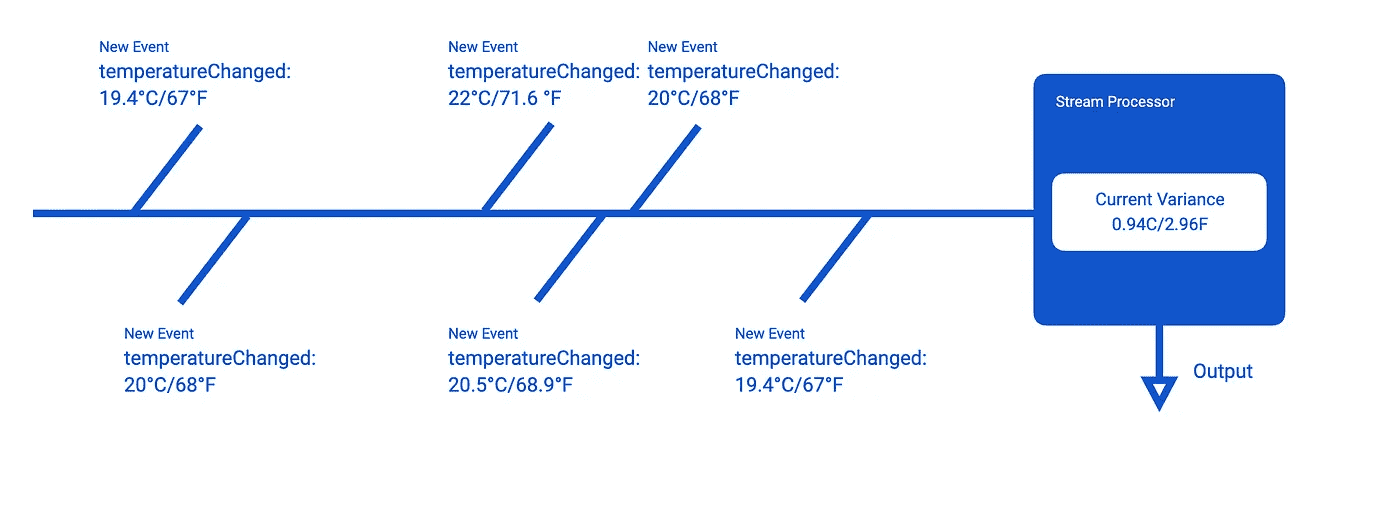 New Event
temperatureChanged:
19.4°C/67°F
New Event
temperatureChanged:
22°C/71.6 °F
New Event
temperatureChanged:
20°C/68°F
Stream Processor
Current Variance
0.94C/2.96F
New Event
temperatureChanged:
20°C/68°F
New Event
temperatureChanged:
20.5°C/68.9°F
New Event
temperatureChanged:
19.4°C/67°F
Output